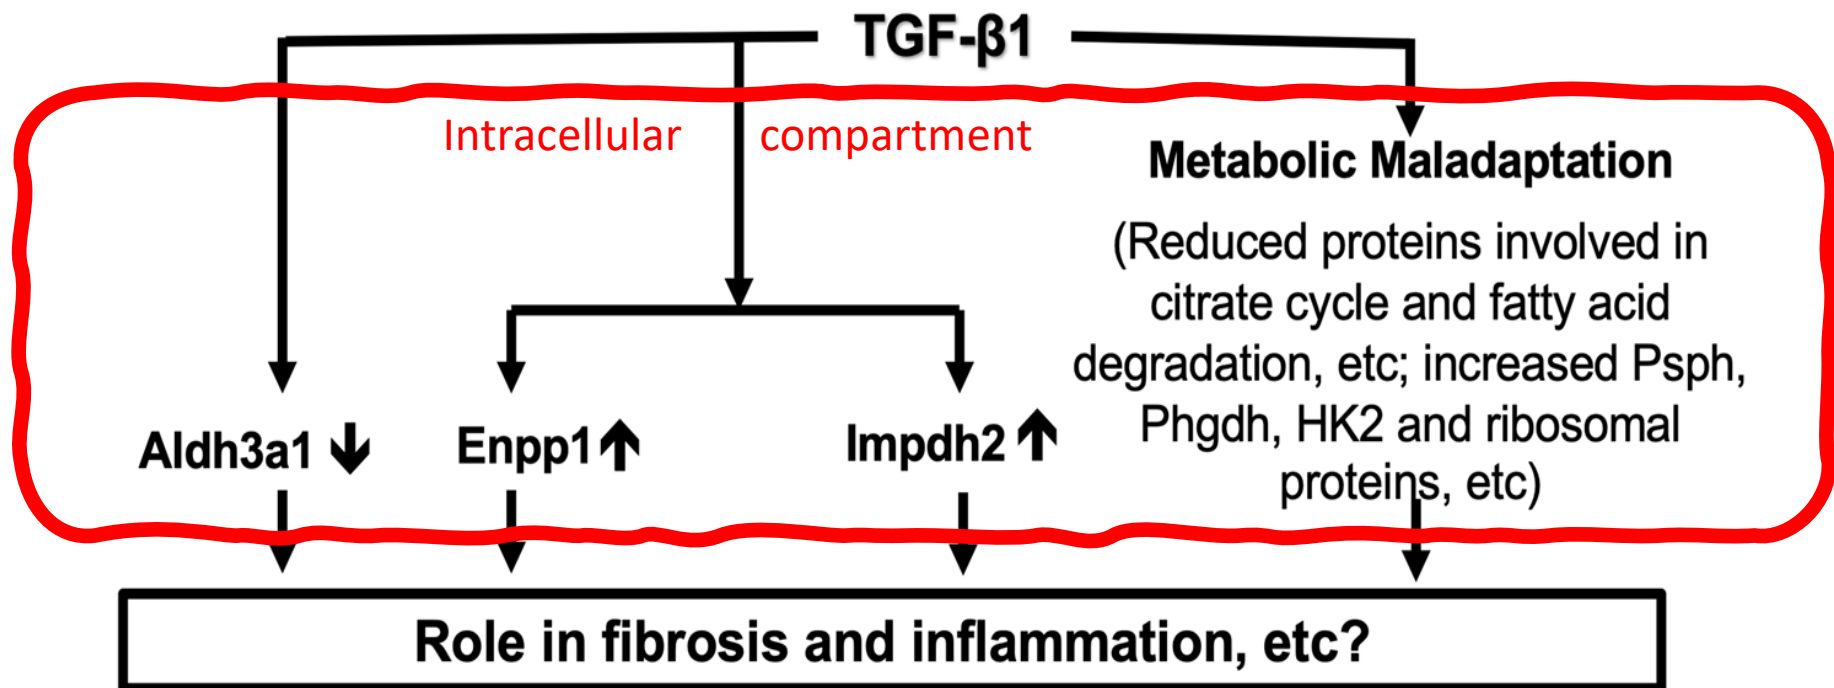 TGF-β1
Intracellular compartment
Metabolic Maladaptation
(Reduced proteins involved in
citrate cycle and fatty acid
degradation, etc; increased Psph,
Phgdh, HK2 and ribosomal
proteins, etc)
Aldh3a1
Enpp1
Impdh2
Role in fibrosis and inflammation, etc?